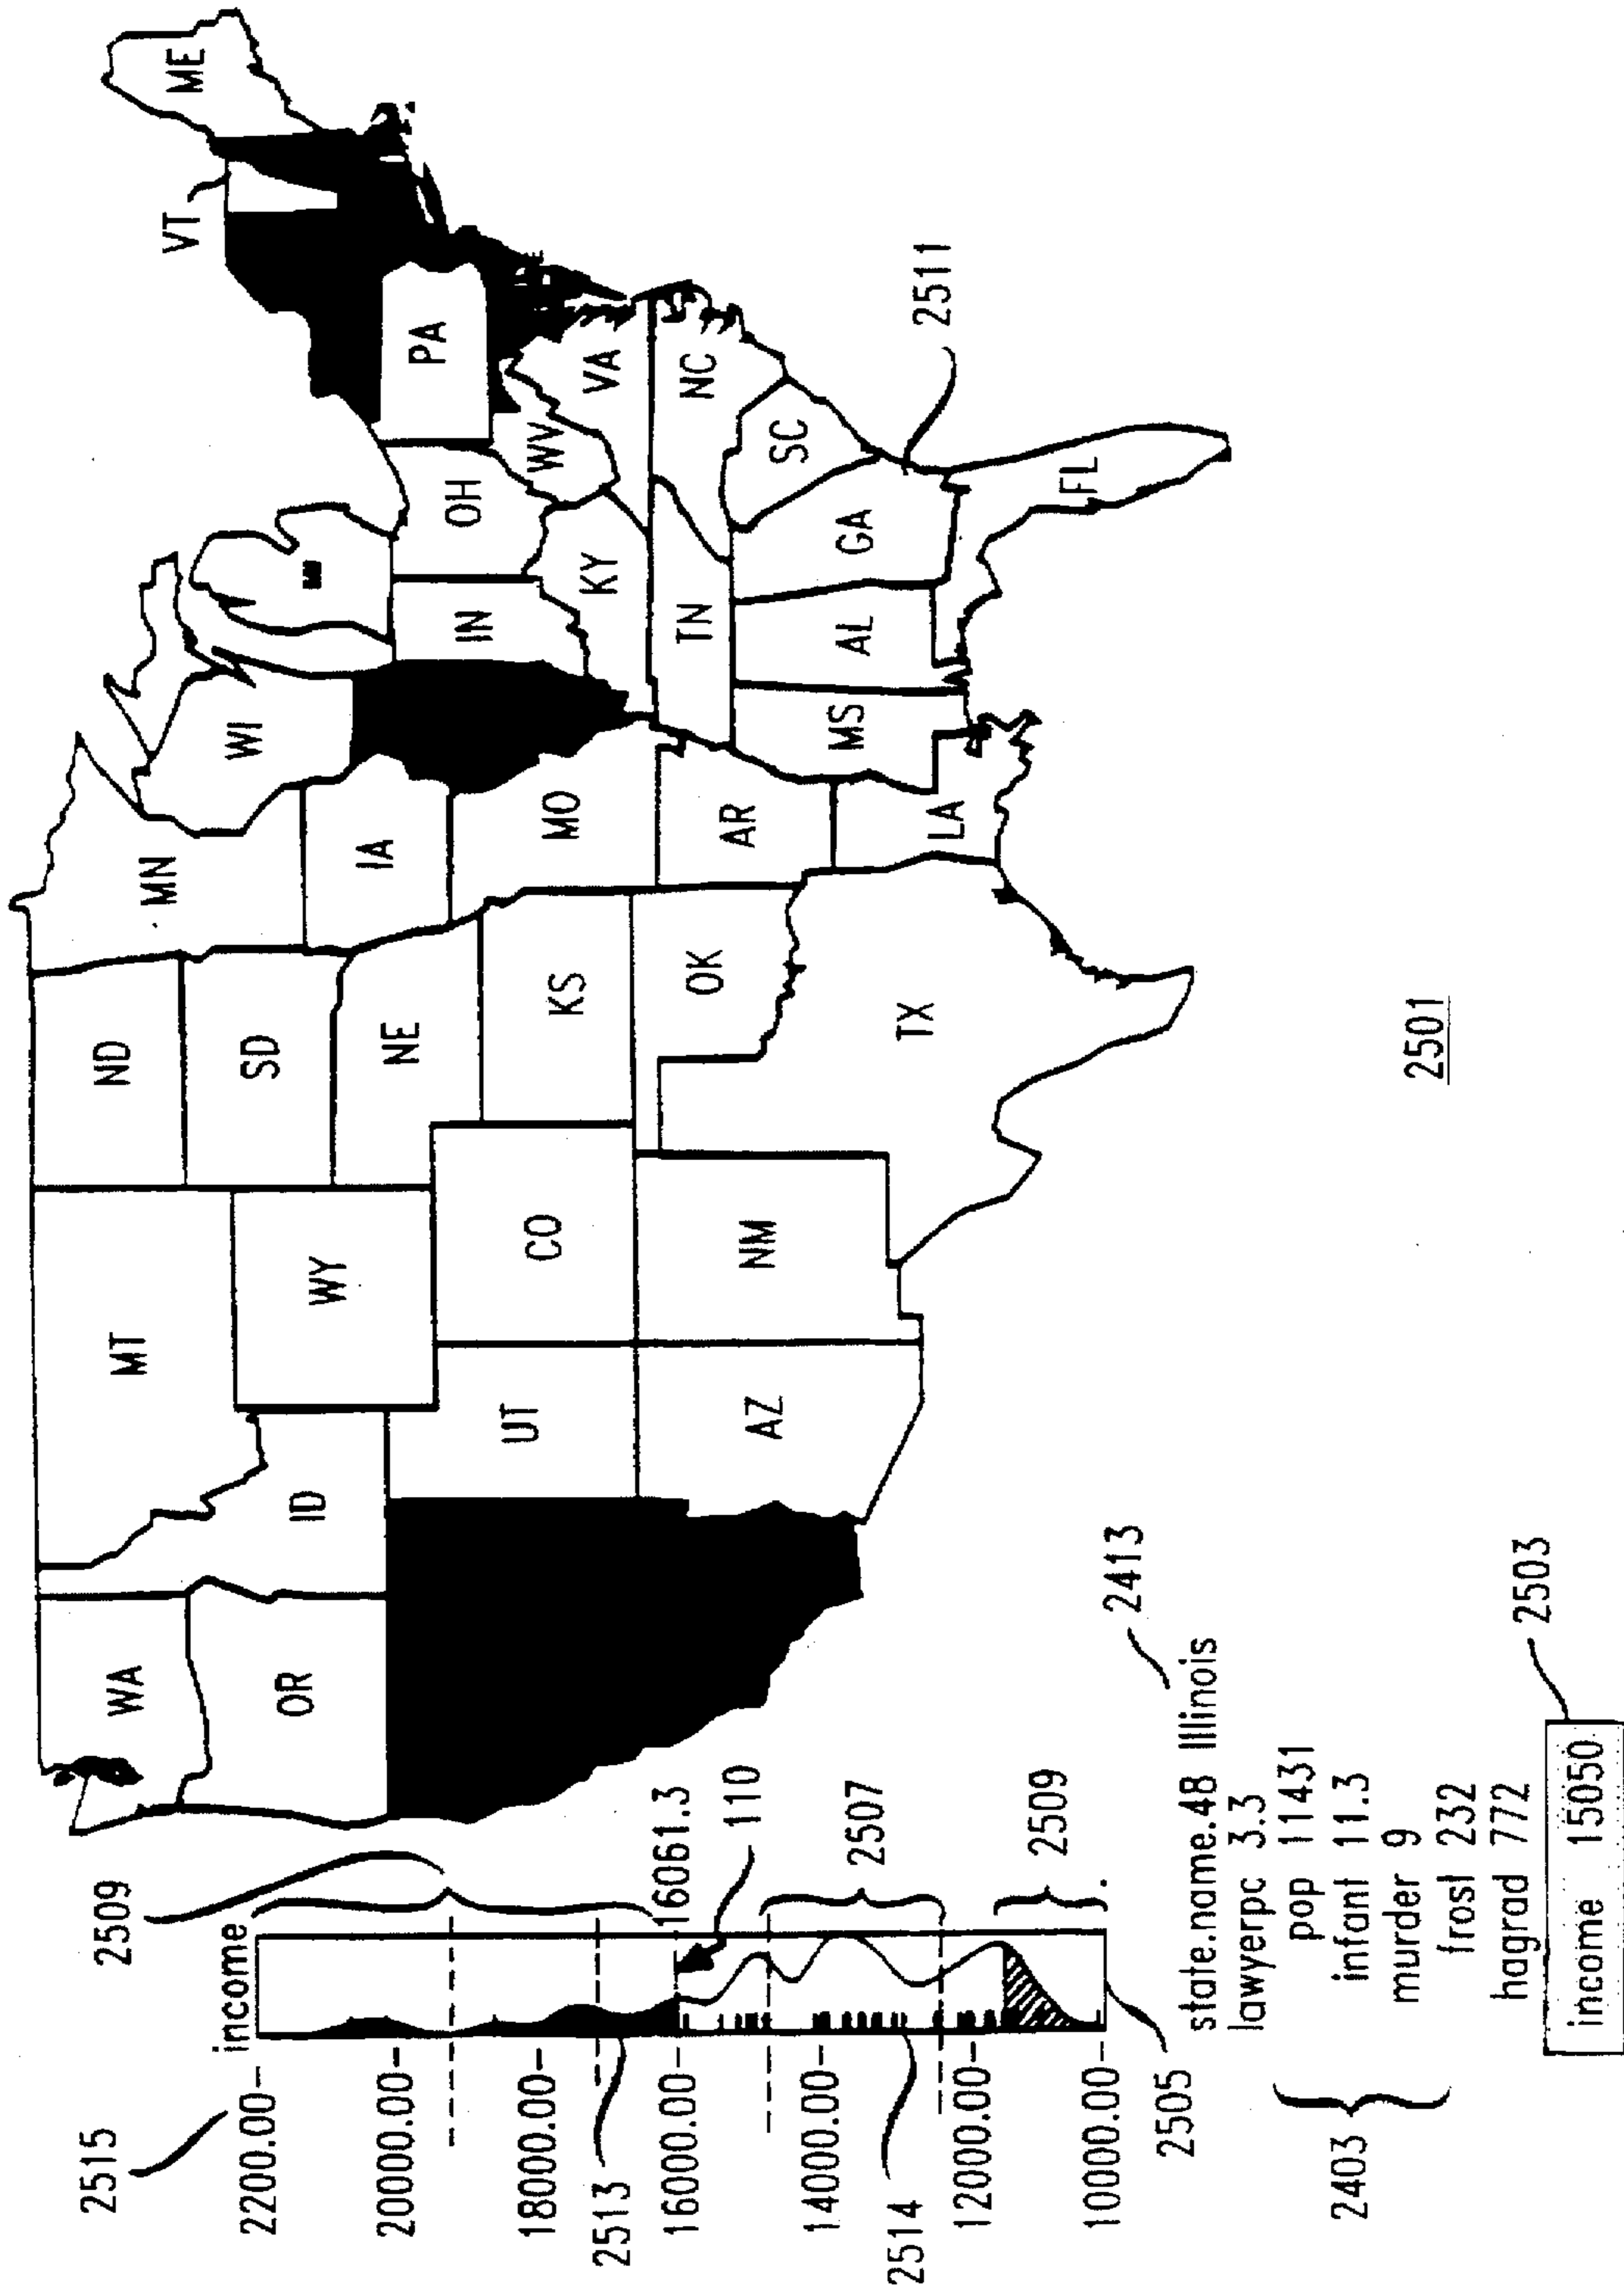 2515
2509
income
2200.00-
20000.00-
18000.00-
2513
16000.00-
16061.3
110
14000.00-
2507
2514
12000.00-
2509
10000.00-
2505
state.name.48 Illinois
2413
lawyerpc 3.3
pop 11431
infant 11.3
murder 9
frost 232
hagrad 772
2403
income 15050
2503
WA
OR
ID
MT
WY
UT
AZ
CO
NM
ND
SD
NE
KS
OK
TX
MN
IA
MO
AR
LA
WI
MI
IN
OH
KY
TN
MS
AL
GA
FL
SC
NC
VA
WV
PA
VT
ME
2511
2501